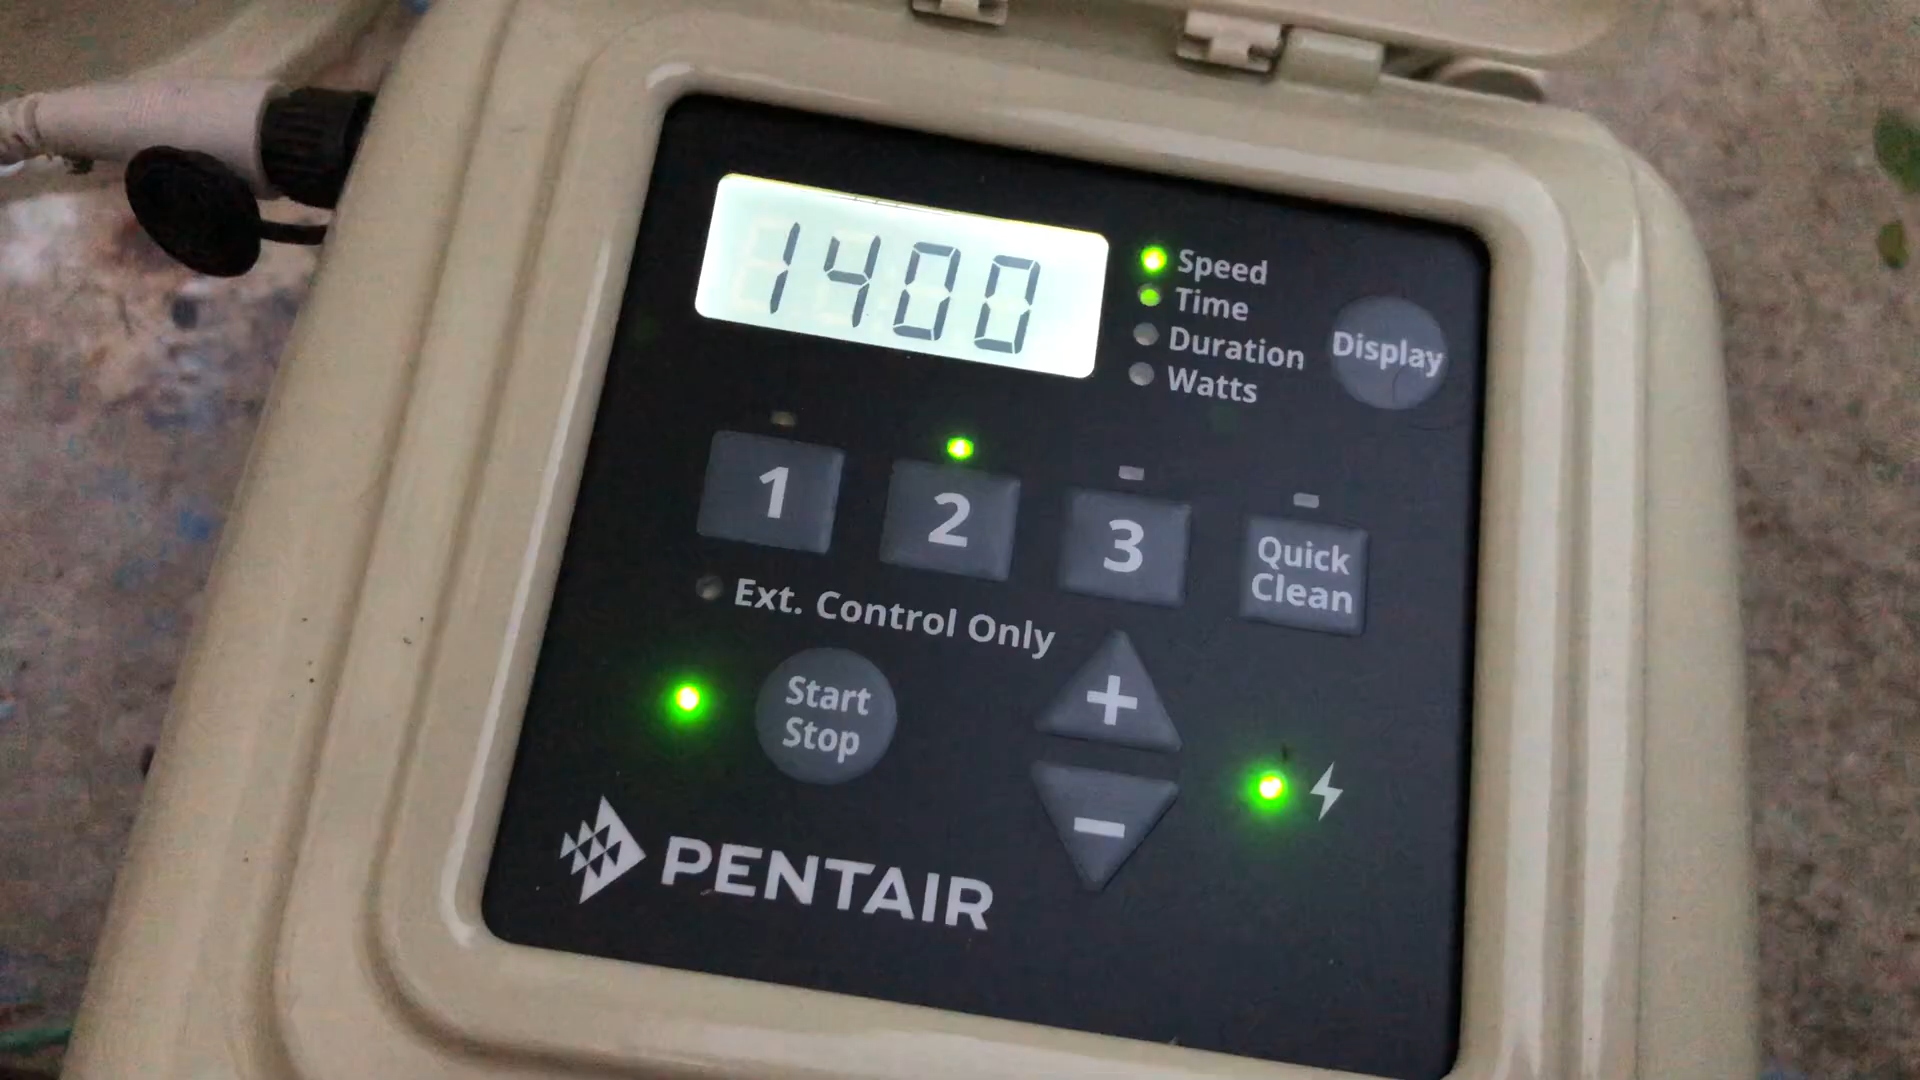 1400
Speed
Time
Duration
Watts
Display
1
2
3
Quick
Clean
Ext. Control Only
Start
Stop
+
−
PENTAIR